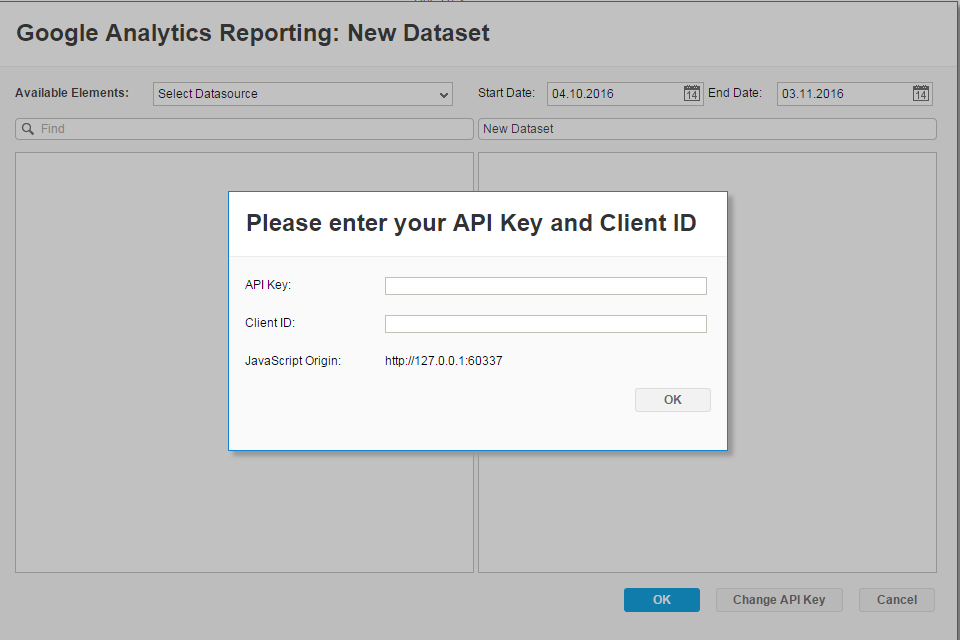 Google Analytics Reporting: New Dataset
Available Elements: Select Datasource Start Date: 04.10.2016 14 End Date: 03.11.2016 14
Find New Dataset
Please enter your API Key and Client ID
API Key:
Client ID:
JavaScript Origin: http://127.0.0.1:60337
OK
OK Change API Key Cancel